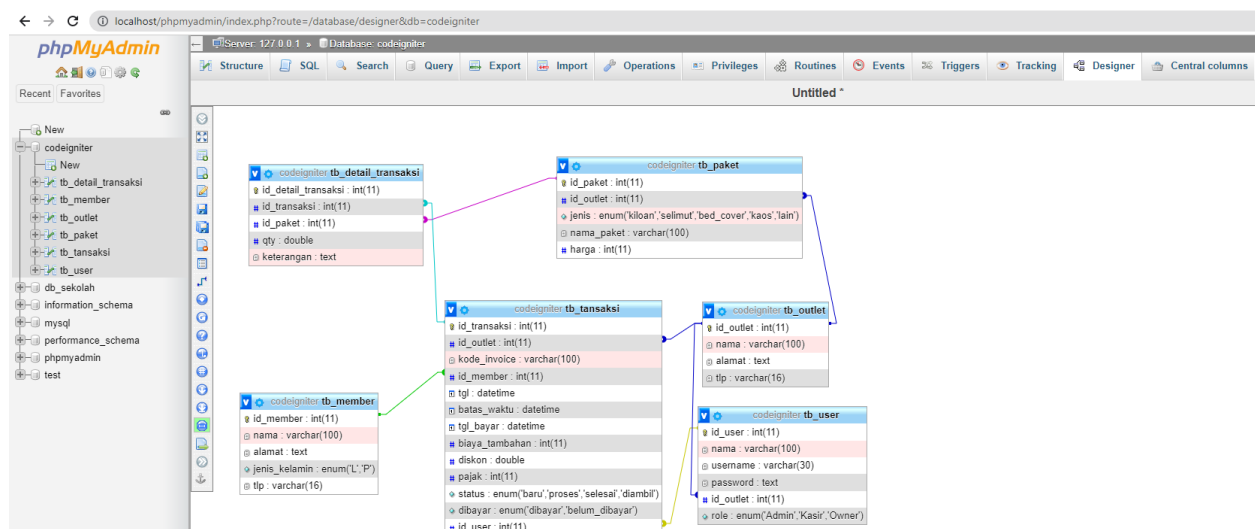 localhost/phpmyadmin/index.php?route=/database/designer&db=codeigniter
phpMyAdmin
Recent Favorites
New
codeigniter
New
tb_detail_transaksi
tb_member
tb_outlet
tb_paket
tb_tansaksi
tb_user
db_sekolah
information_schema
mysql
performance_schema
phpmyadmin
test
Server: 127.0.0.1 » Database: codeigniter
Structure SQL Search Query Export Import Operations Privileges Routines Events Triggers Tracking Designer Central columns
Untitled *
codeigniter tb_detail_transaksi
id_detail_transaksi : int(11)
id_transaksi : int(11)
id_paket : int(11)
qty : double
keterangan : text
codeigniter tb_paket
id_paket : int(11)
id_outlet : int(11)
jenis : enum('kiloan','selimut','bed_cover','kaos','lain')
nama_paket : varchar(100)
harga : int(11)
codeigniter tb_tansaksi
id_transaksi : int(11)
id_outlet : int(11)
kode_invoice : varchar(100)
id_member : int(11)
tgl : datetime
batas_waktu : datetime
tgl_bayar : datetime
biaya_tambahan : int(11)
diskon : double
pajak : int(11)
status : enum('baru','proses','selesai','diambil')
dibayar : enum('dibayar','belum_dibayar')
id_user : int(11)
codeigniter tb_outlet
id_outlet : int(11)
nama : varchar(100)
alamat : text
tlp : varchar(16)
codeigniter tb_member
id_member : int(11)
nama : varchar(100)
alamat : text
jenis_kelamin : enum('L','P')
tlp : varchar(16)
codeigniter tb_user
id_user : int(11)
nama : varchar(100)
username : varchar(30)
password : text
id_outlet : int(11)
role : enum('Admin','Kasir','Owner')